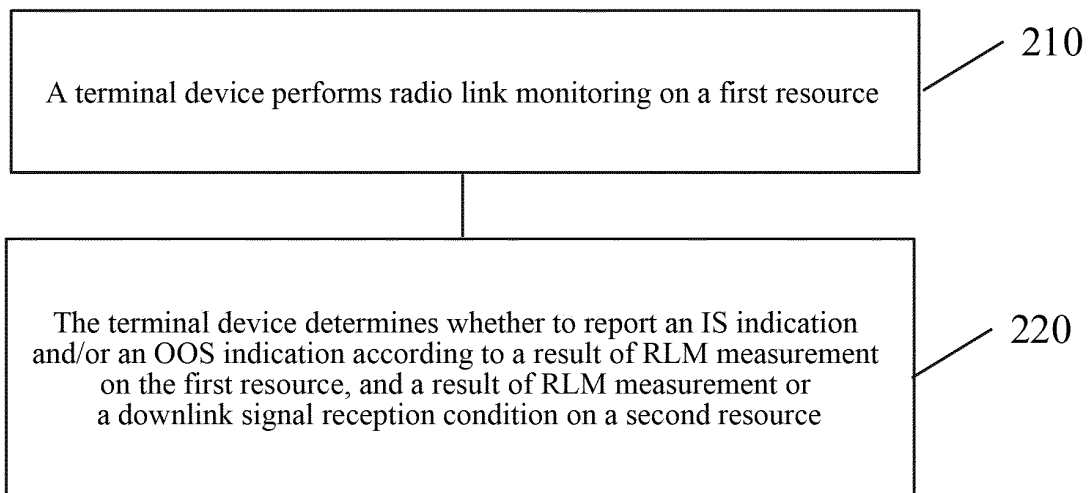 210
A terminal device performs radio link monitoring on a first resource
The terminal device determines whether to report an IS indication
and/or an OOS indication according to a result of RLM measurement
on the first resource, and a result of RLM measurement or
a downlink signal reception condition on a second resource
220